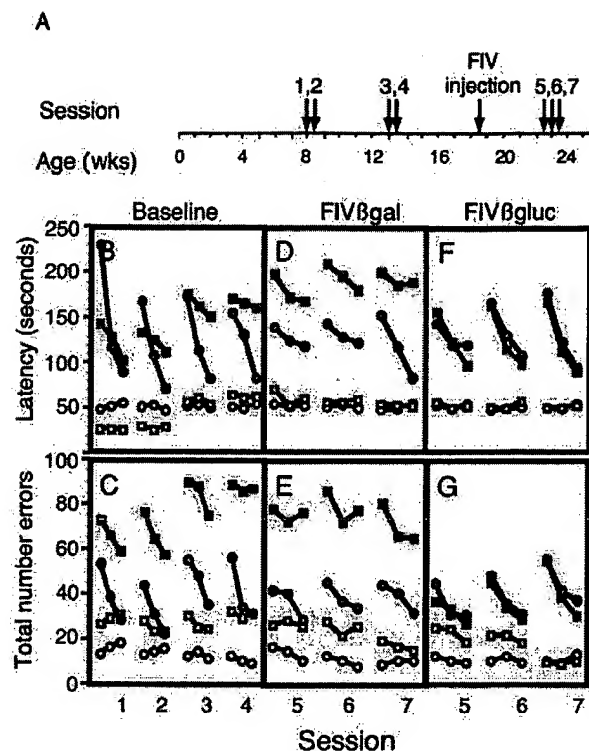 A
FIV
1,2 3,4 injection 5,6,7
Session
Age (wks) 0 4 8 12 16 20 24
Baseline FIVβgal FIVβgluc
250
B D F
200
Latency (seconds)
150
100
50
100
C E G
80
Total number errors
60
40
20
0
1 2 3 4 5 6 7 5 6 7
Session